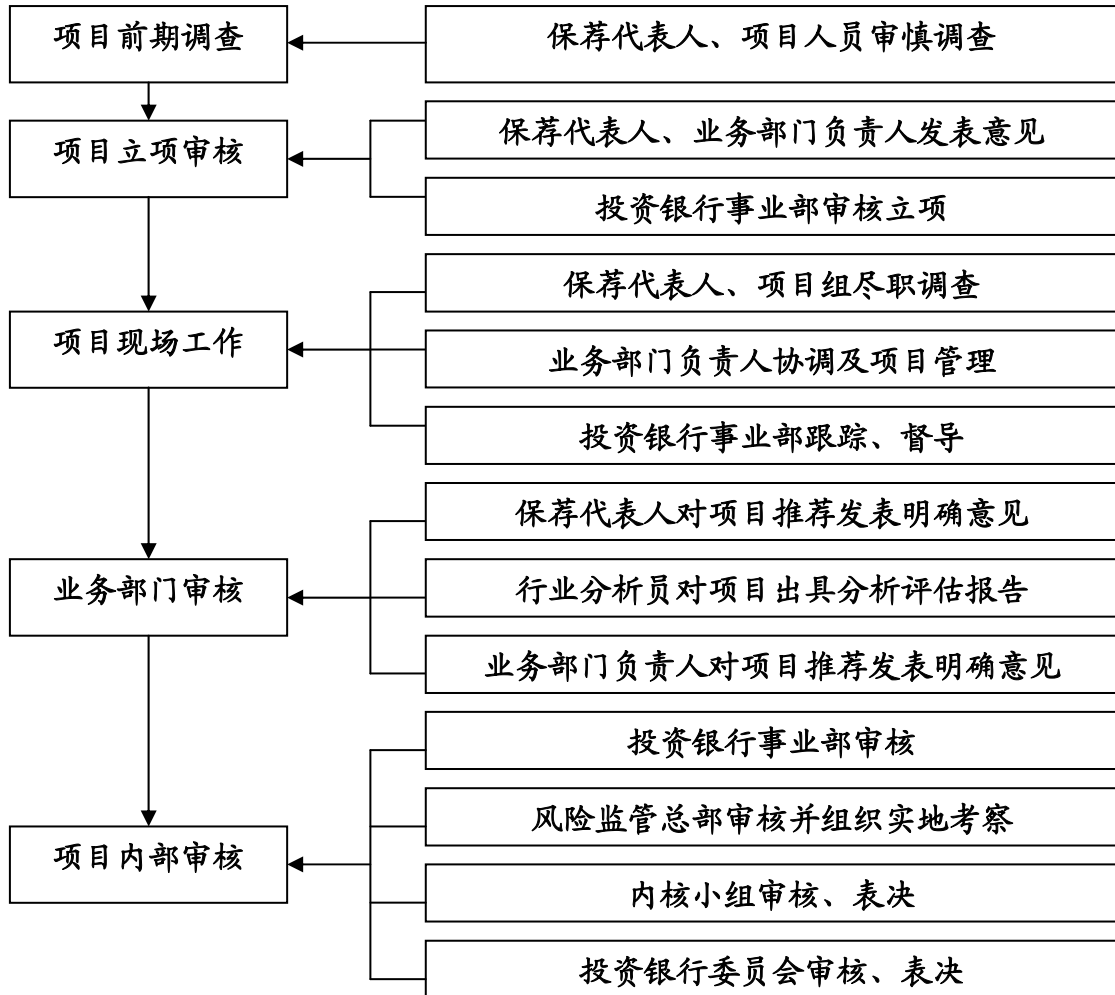 项目前期调查
保荐代表人、项目人员审慎调查
项目立项审核
保荐代表人、业务部门负责人发表意见
投资银行事业部审核立项
项目现场工作
保荐代表人、项目组尽职调查
业务部门负责人协调及项目管理
投资银行事业部跟踪、督导
业务部门审核
保荐代表人对项目推荐发表明确意见
行业分析员对项目出具分析评估报告
业务部门负责人对项目推荐发表明确意见
项目内部审核
投资银行事业部审核
风险监管总部审核并组织实地考察
内核小组审核、表决
投资银行委员会审核、表决